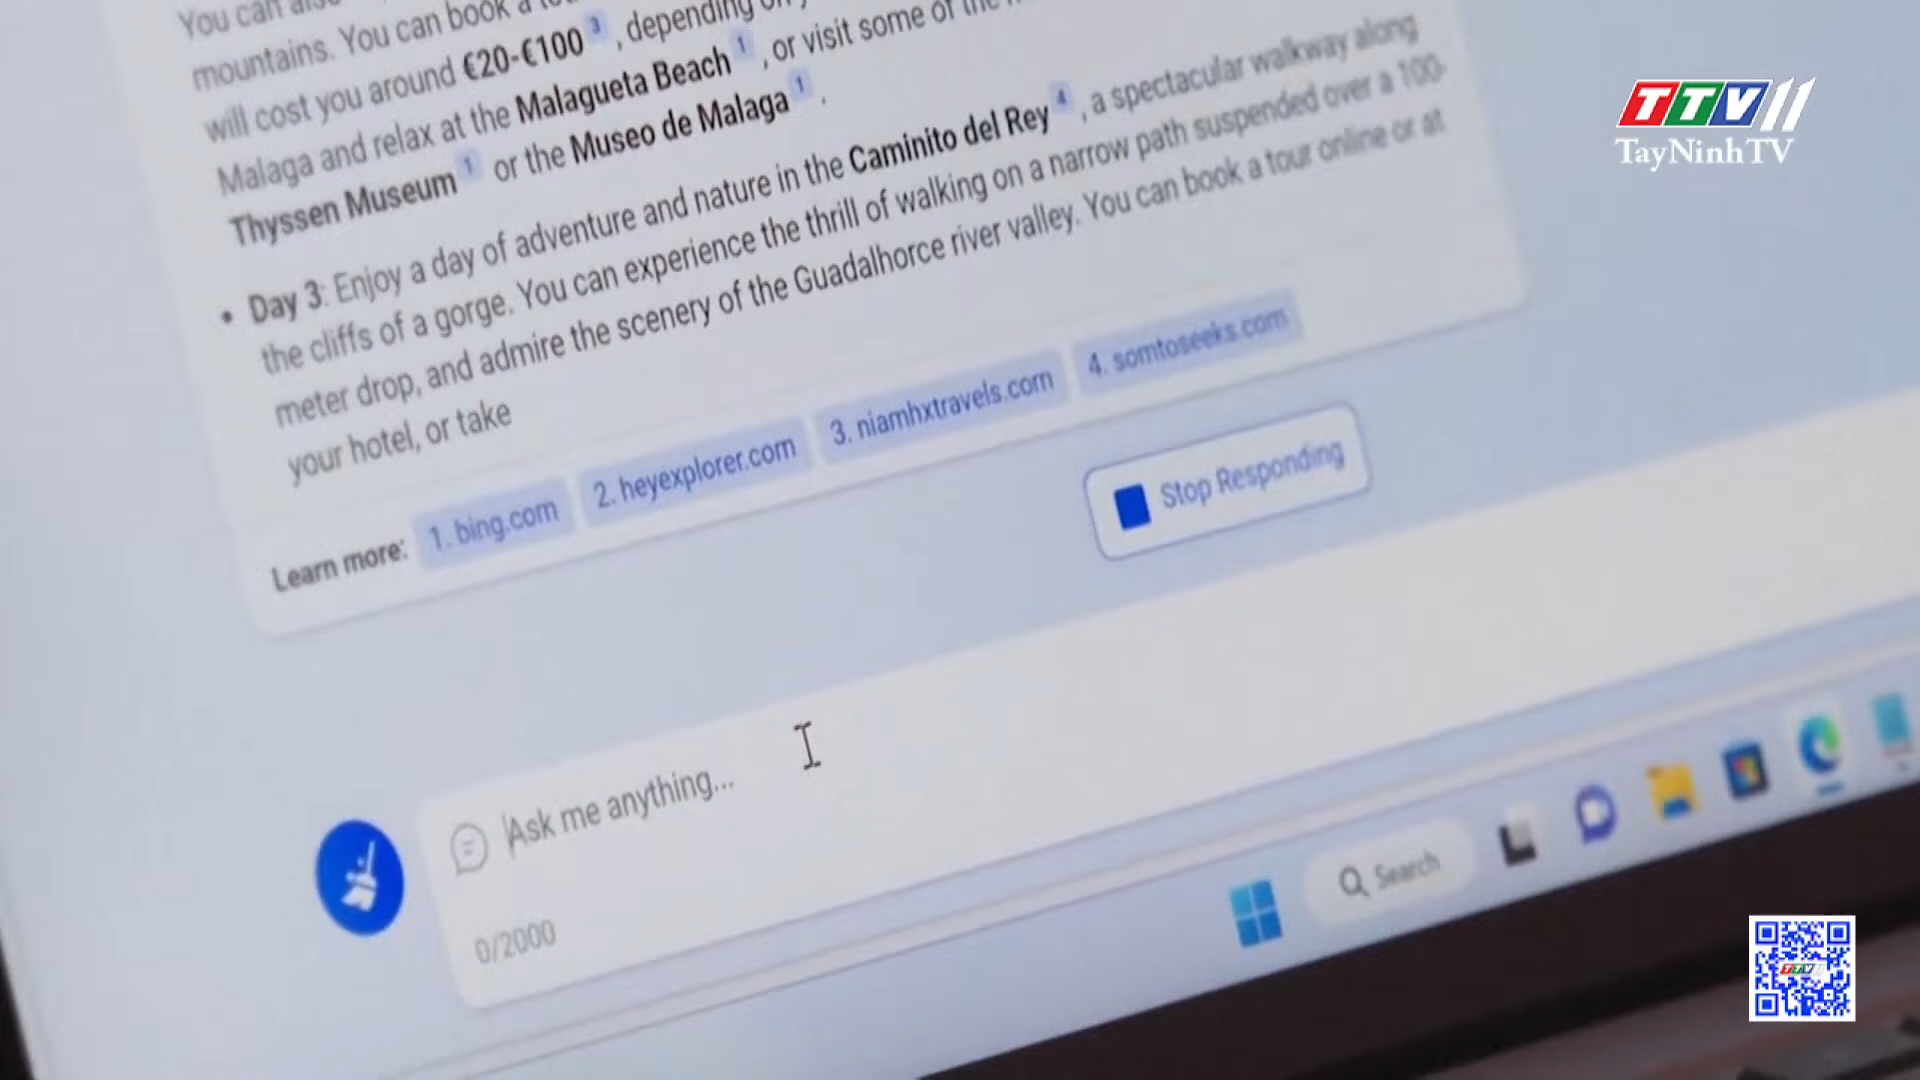 You can
mountains. You can book a
will cost you around €20-€100 3 , depending on
Malaga and relax at the Malagueta Beach 1 , or visit some of the
Thyssen Museum 1 or the Museo de Malaga 1 .
• Day 3: Enjoy a day of adventure and nature in the Caminito del Rey 4 , a spectacular walkway along
the cliffs of a gorge. You can experience the thrill of walking on a narrow path suspended over a 100-
meter drop, and admire the scenery of the Guadalhorce river valley. You can book a tour online or at
your hotel, or take
Learn more: 1. bing.com 2. heyexplorer.com 3. niamhxtravels.com 4. somtoseeks.com
Stop Responding
Ask me anything...
0/2000
Search
TTV11
TayNinhTV
TTV11